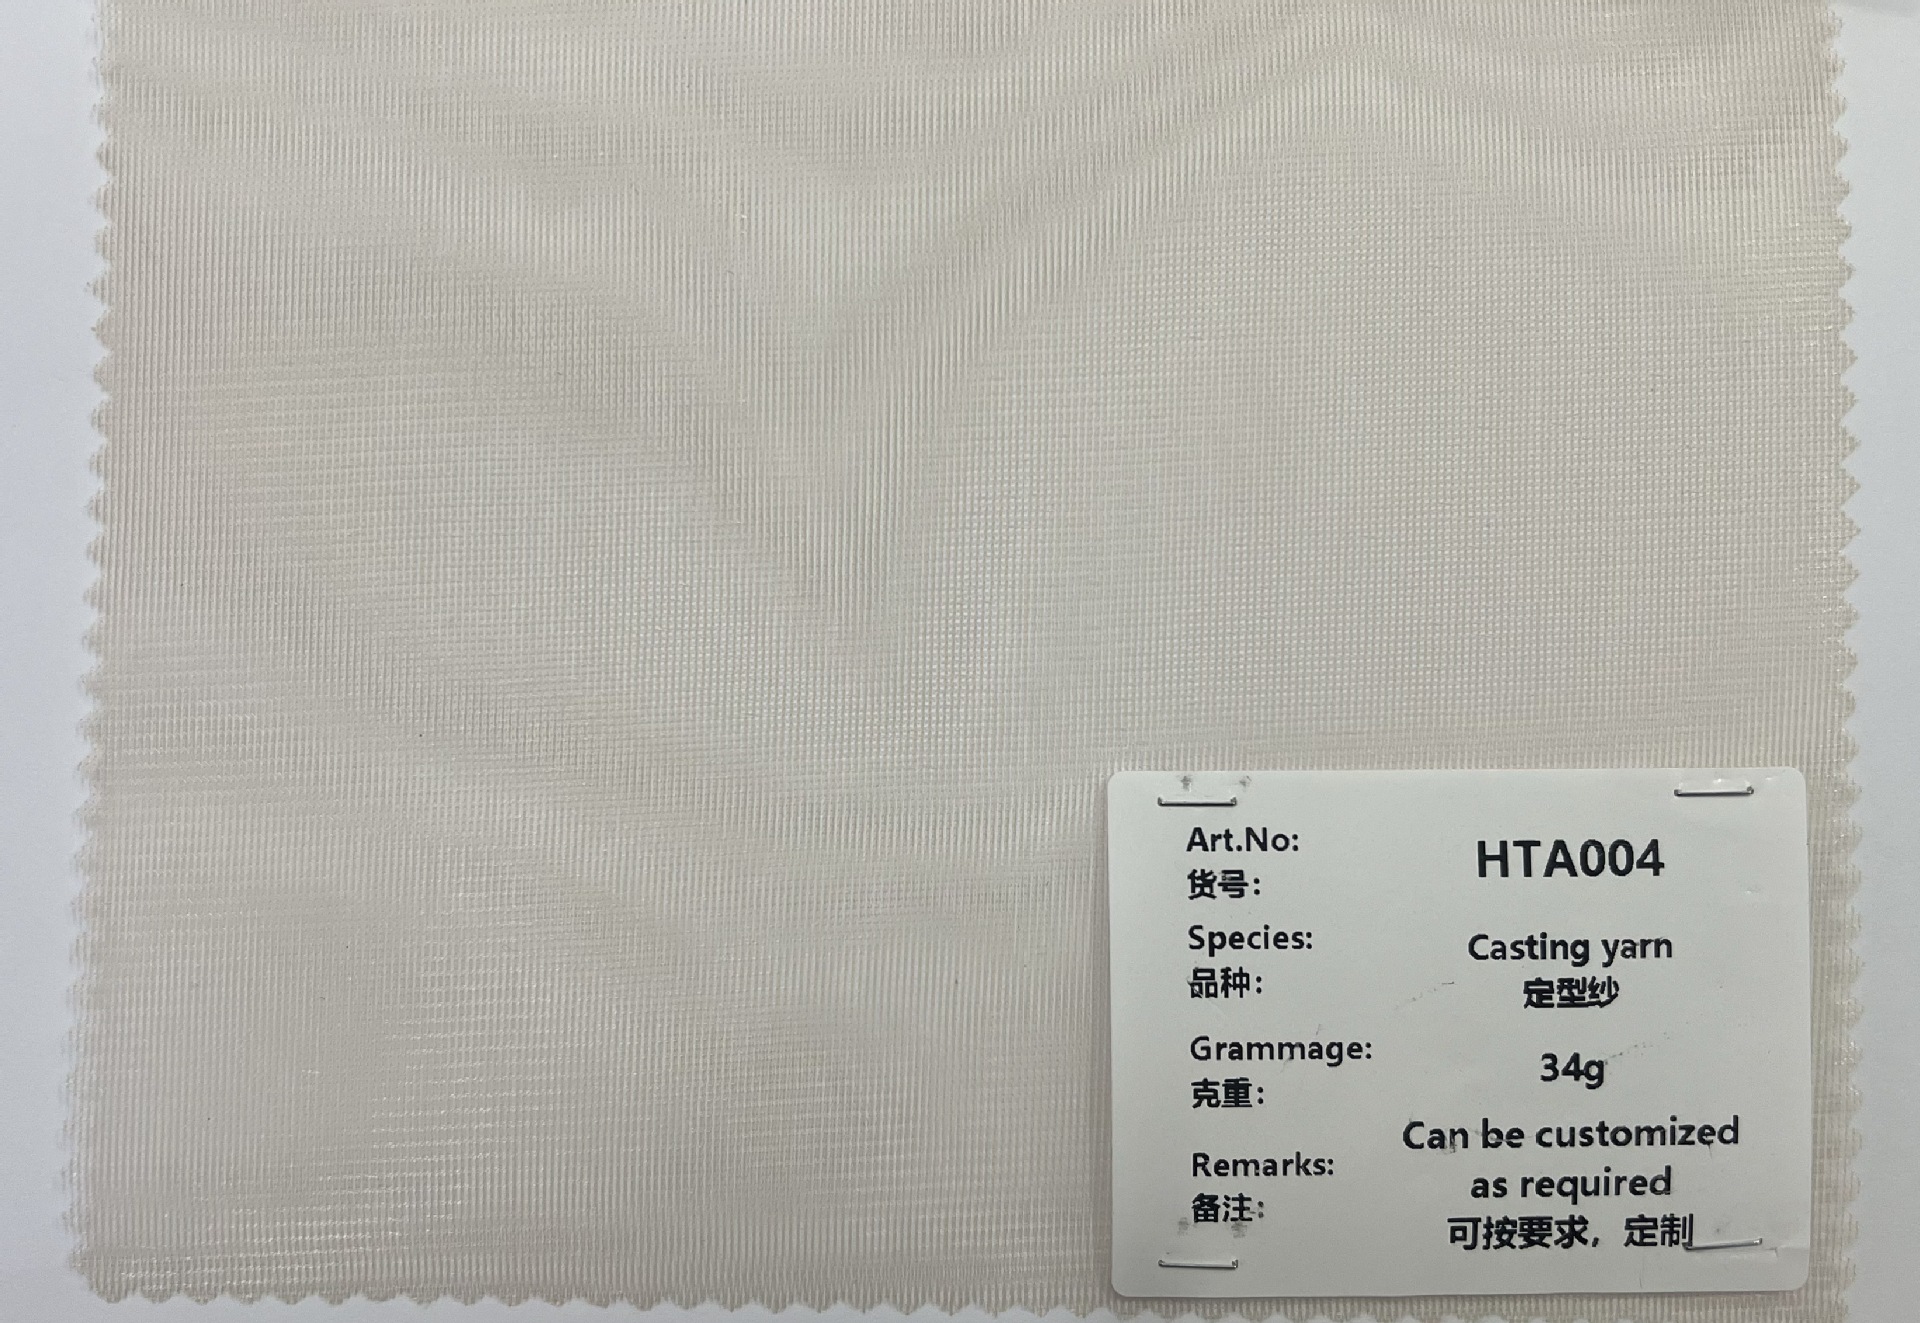 Art.No: HTA004
货号:
Species: Casting yarn
品种: 定型纱
Grammage: 34g
克重:
Can be customized
Remarks: as required
备注: 可按要求，定制